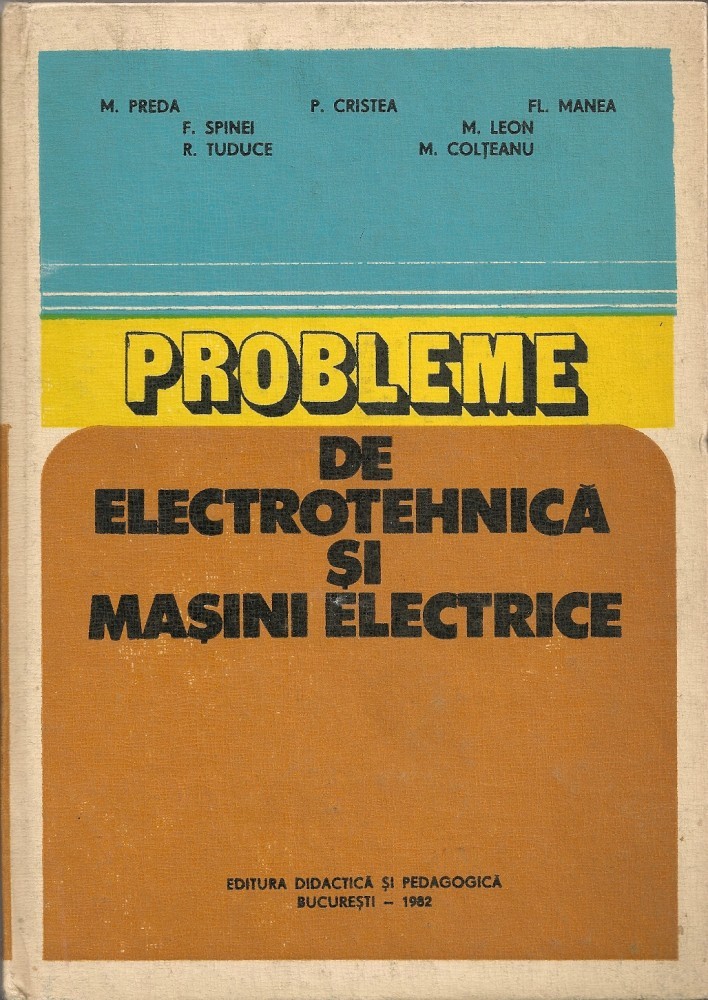 M. PREDA P. CRISTEA FL. MANEA
F. SPINEI M. LEON
R. TUDUCE M. COLȚEANU
PROBLEME
DE
ELECTROTEHNICĂ
ȘI
MAȘINI ELECTRICE
EDITURA DIDACTICĂ ȘI PEDAGOGICĂ
BUCUREȘTI – 1982